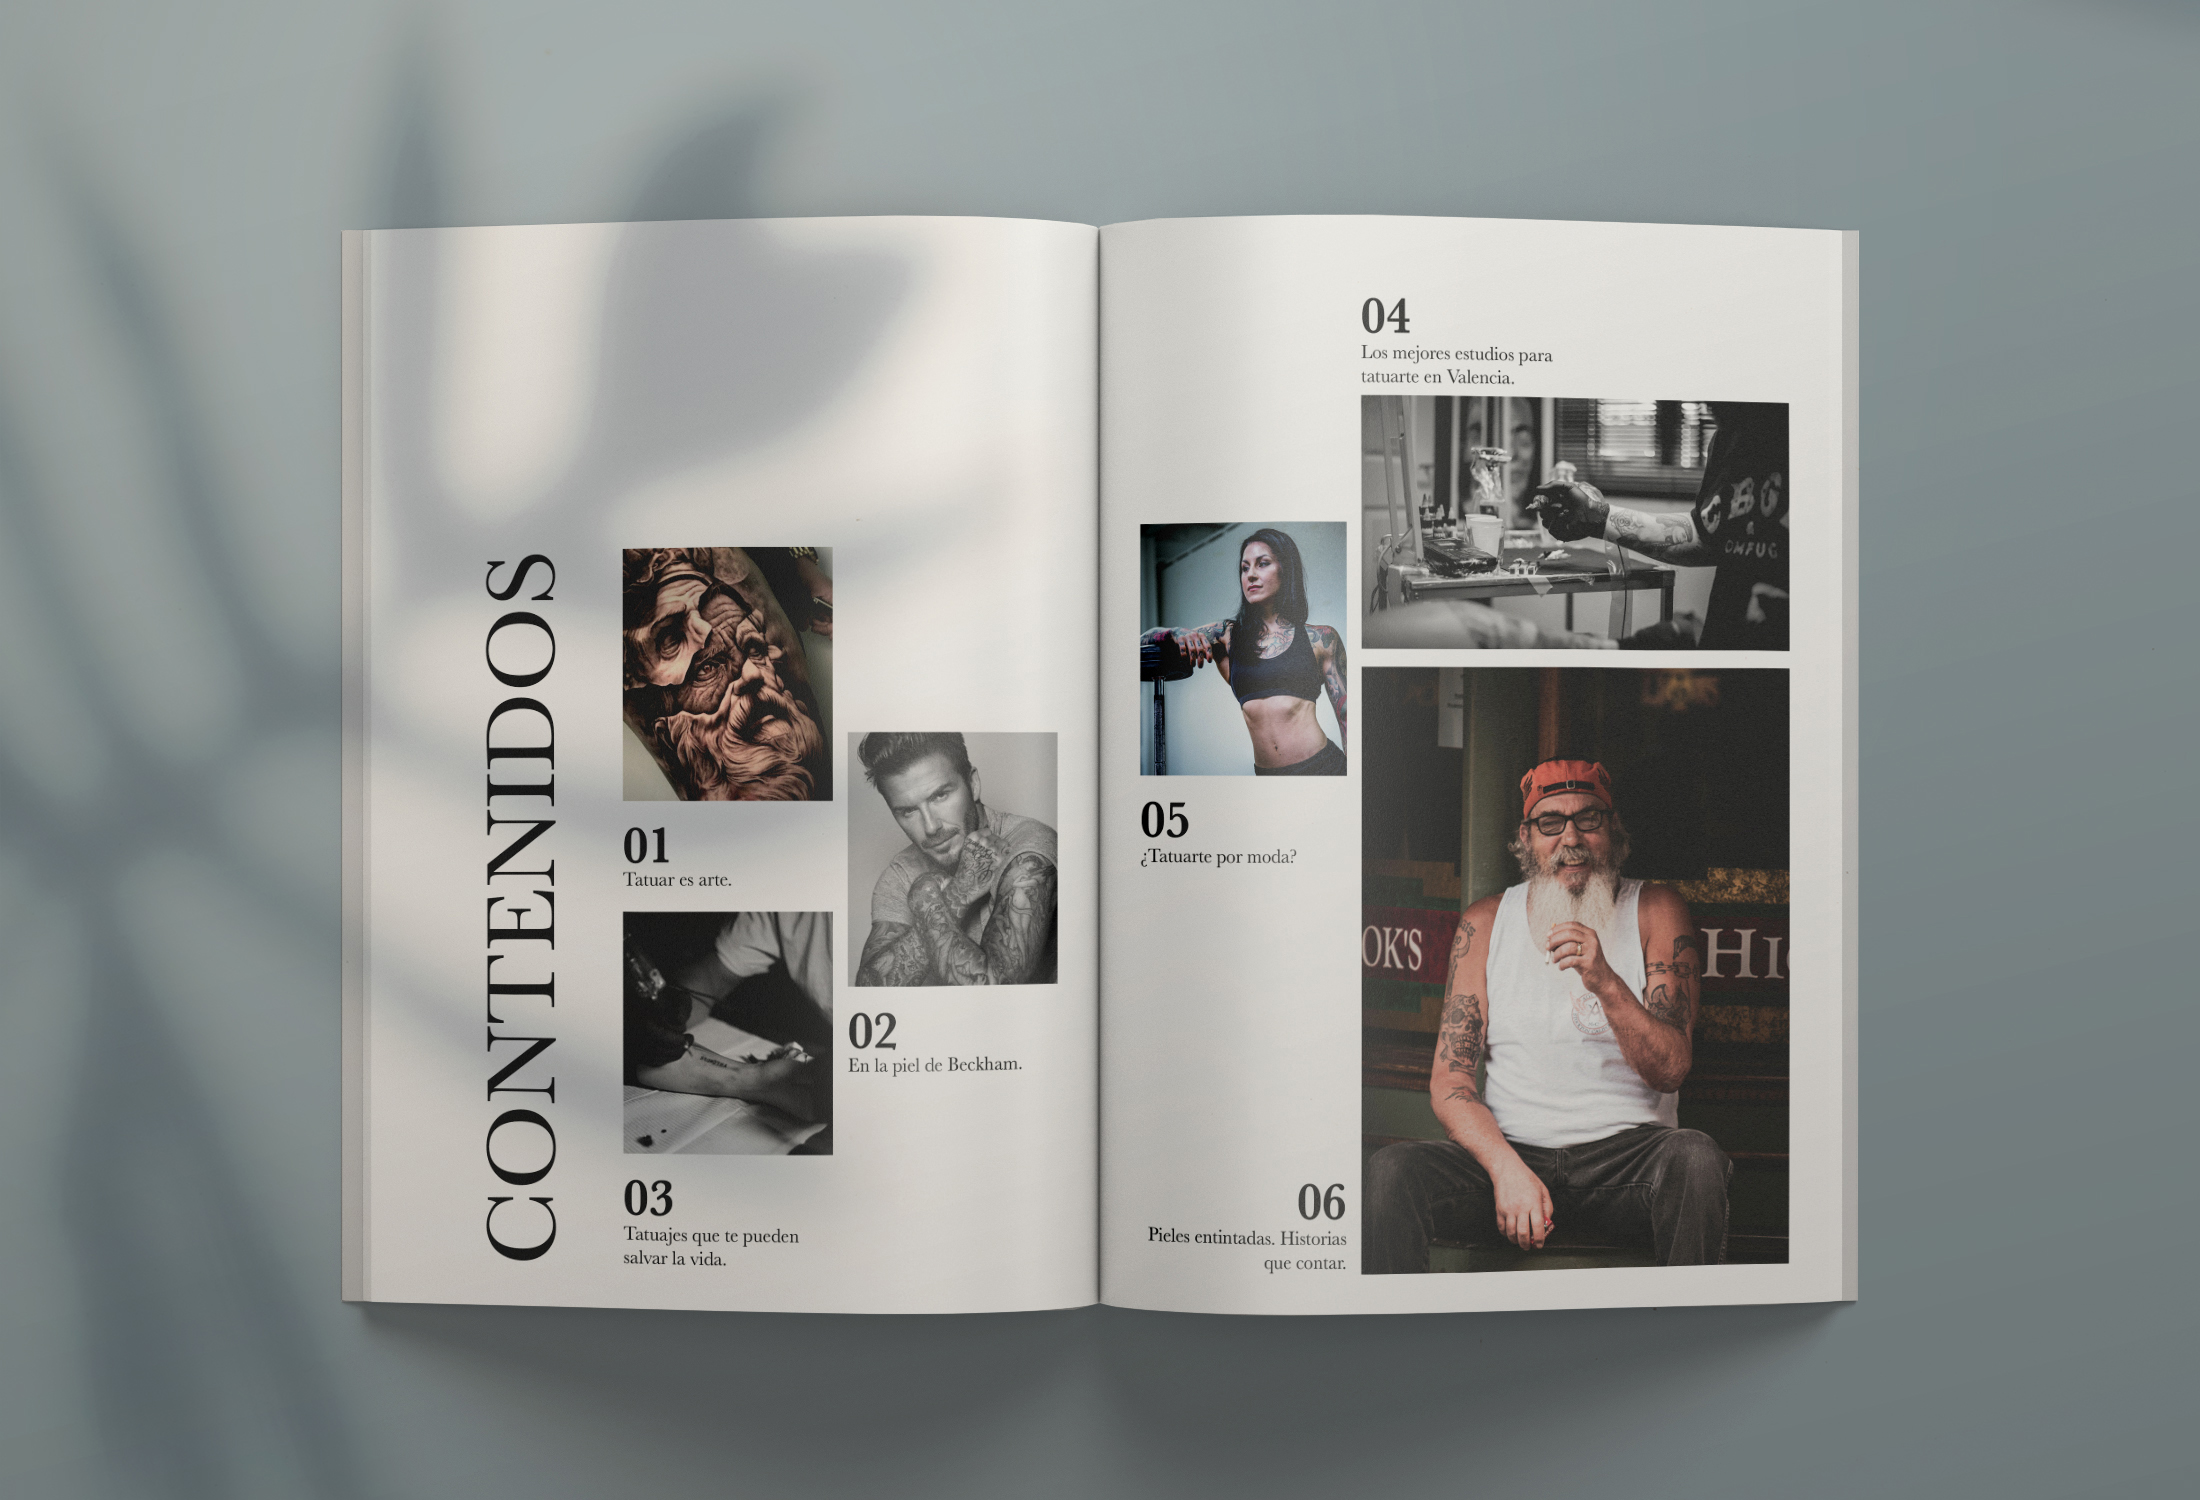 CONTENIDOS
01
Tatuar es arte.
02
En la piel de Beckham.
03
Tatuajes que te pueden
salvar la vida.
04
Los mejores estudios para
tatuarte en Valencia.
CBG
&
OMFUG
05
¿Tatuarte por moda?
OK'S
HI
06
Pieles entintadas. Historias
que contar.